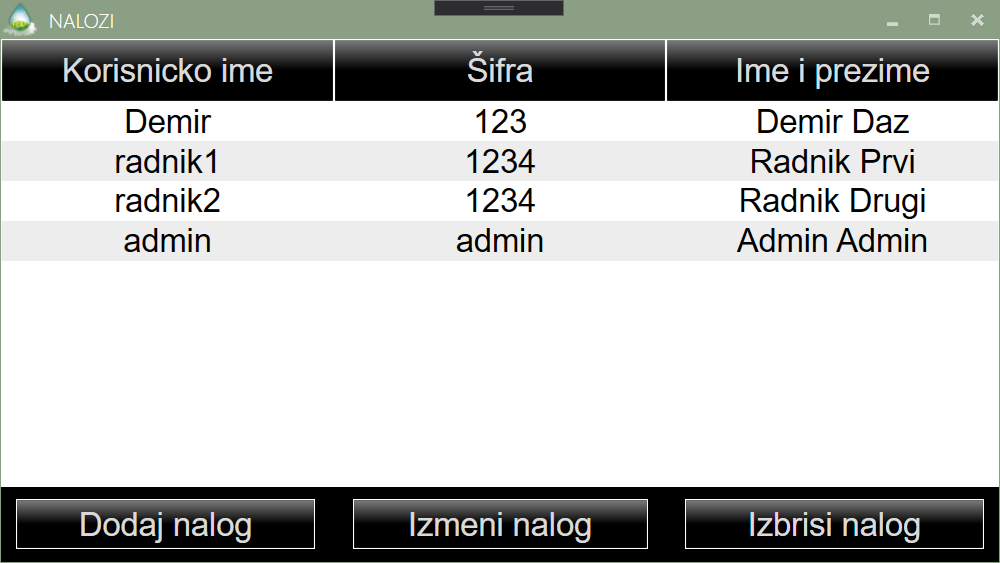 NALOZI
Korisnicko ime Šifra Ime i prezime
Demir 123 Demir Daz
radnik1 1234 Radnik Prvi
radnik2 1234 Radnik Drugi
admin admin Admin Admin
Dodaj nalog Izmeni nalog Izbrisi nalog